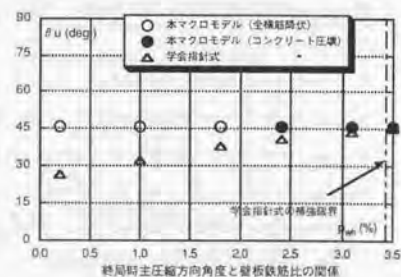 90
75
60
45
30
15
0
θu (deg)
○ 本マクロモデル (全横筋降伏)
● 本マクロモデル (コンクリート圧壊)
△ 学会指針式 〃
学会指針式の補強限界
Pwh (%)
0.0 0.5 1.0 1.5 2.0 2.5 3.0 3.5
終局時主圧縮方向角度と壁板鉄筋比の関係